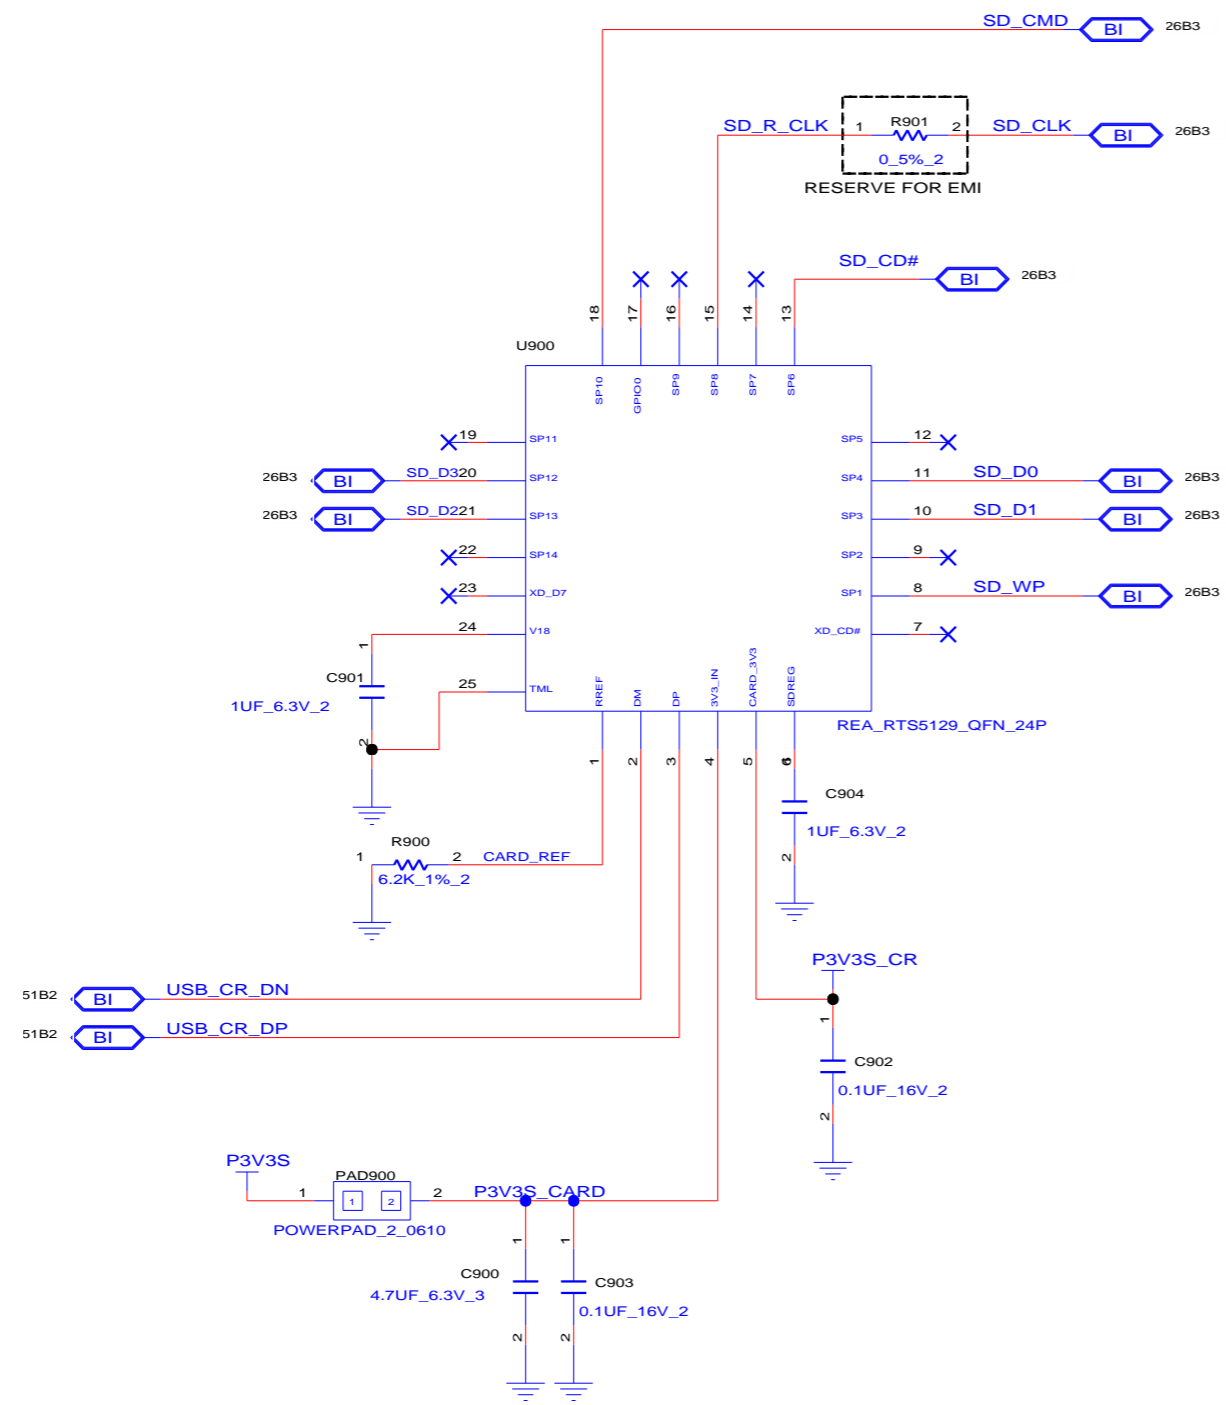 SD_CMD BI 26B3
R901
SD_R_CLK 1 2 SD_CLK BI 26B3
0_5%_2
RESERVE FOR EMI
SD_CD# BI 26B3
18 17 16 15 14 13
U900
SP10 GPIO0 SP9 SP8 SP7 SP6
19 SP11 SP5 12
26B3 BI SD_D3 20 SP12 SP4 11 SD_D0 BI 26B3
26B3 BI SD_D2 21 SP13 SP3 10 SD_D1 BI 26B3
22 SP14 SP2 9
23 XD_D7 SP1 8 SD_WP BI 26B3
24 V18 XD_CD# 7
1
C901
1UF_6.3V_2
2
25 TML
RREF DM DP 3V3_IN CARD_3V3 SDREG
REA_RTS5129_QFN_24P
1 2 3 4 5 6
C904
1UF_6.3V_2
2
R900
1 2 CARD_REF
6.2K_1%_2
P3V3S_CR
51B2 BI USB_CR_DN
51B2 BI USB_CR_DP
1
C902
0.1UF_16V_2
2
P3V3S
PAD900
1 1 2 2 P3V3S_CARD
POWERPAD_2_0610
1 1
C900 C903
4.7UF_6.3V_3 0.1UF_16V_2
2 2